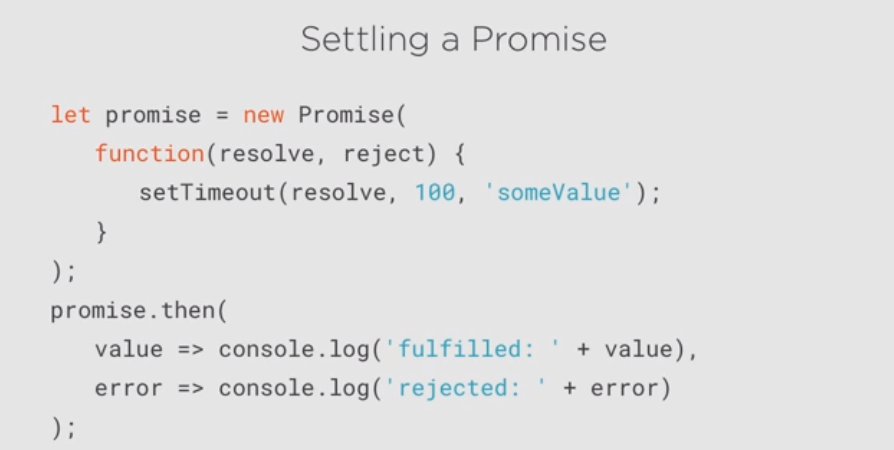 Settling a Promise
let promise = new Promise(
function(resolve, reject) {
setTimeout(resolve, 100, 'someValue');
}
);
promise.then(
value => console.log('fulfilled: ' + value),
error => console.log('rejected: ' + error)
);